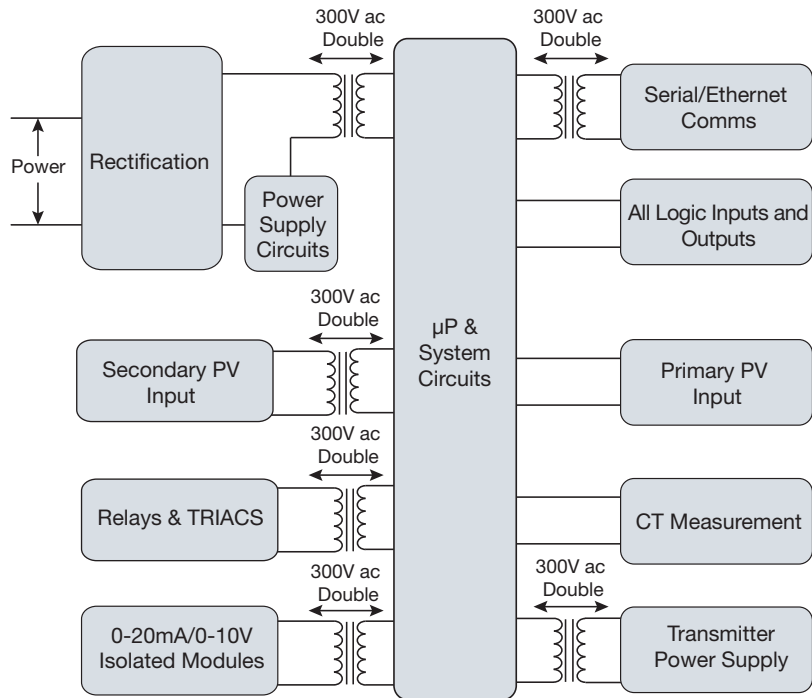 300V ac
Double
300V ac
Double
Serial/Ethernet
Comms
Rectification
Power
Power
Supply
Circuits
All Logic Inputs and
Outputs
300V ac
Double
µP &
System
Circuits
Secondary PV
Input
Primary PV
Input
300V ac
Double
Relays & TRIACS
CT Measurement
300V ac
Double
300V ac
Double
0-20mA/0-10V
Isolated Modules
Transmitter
Power Supply